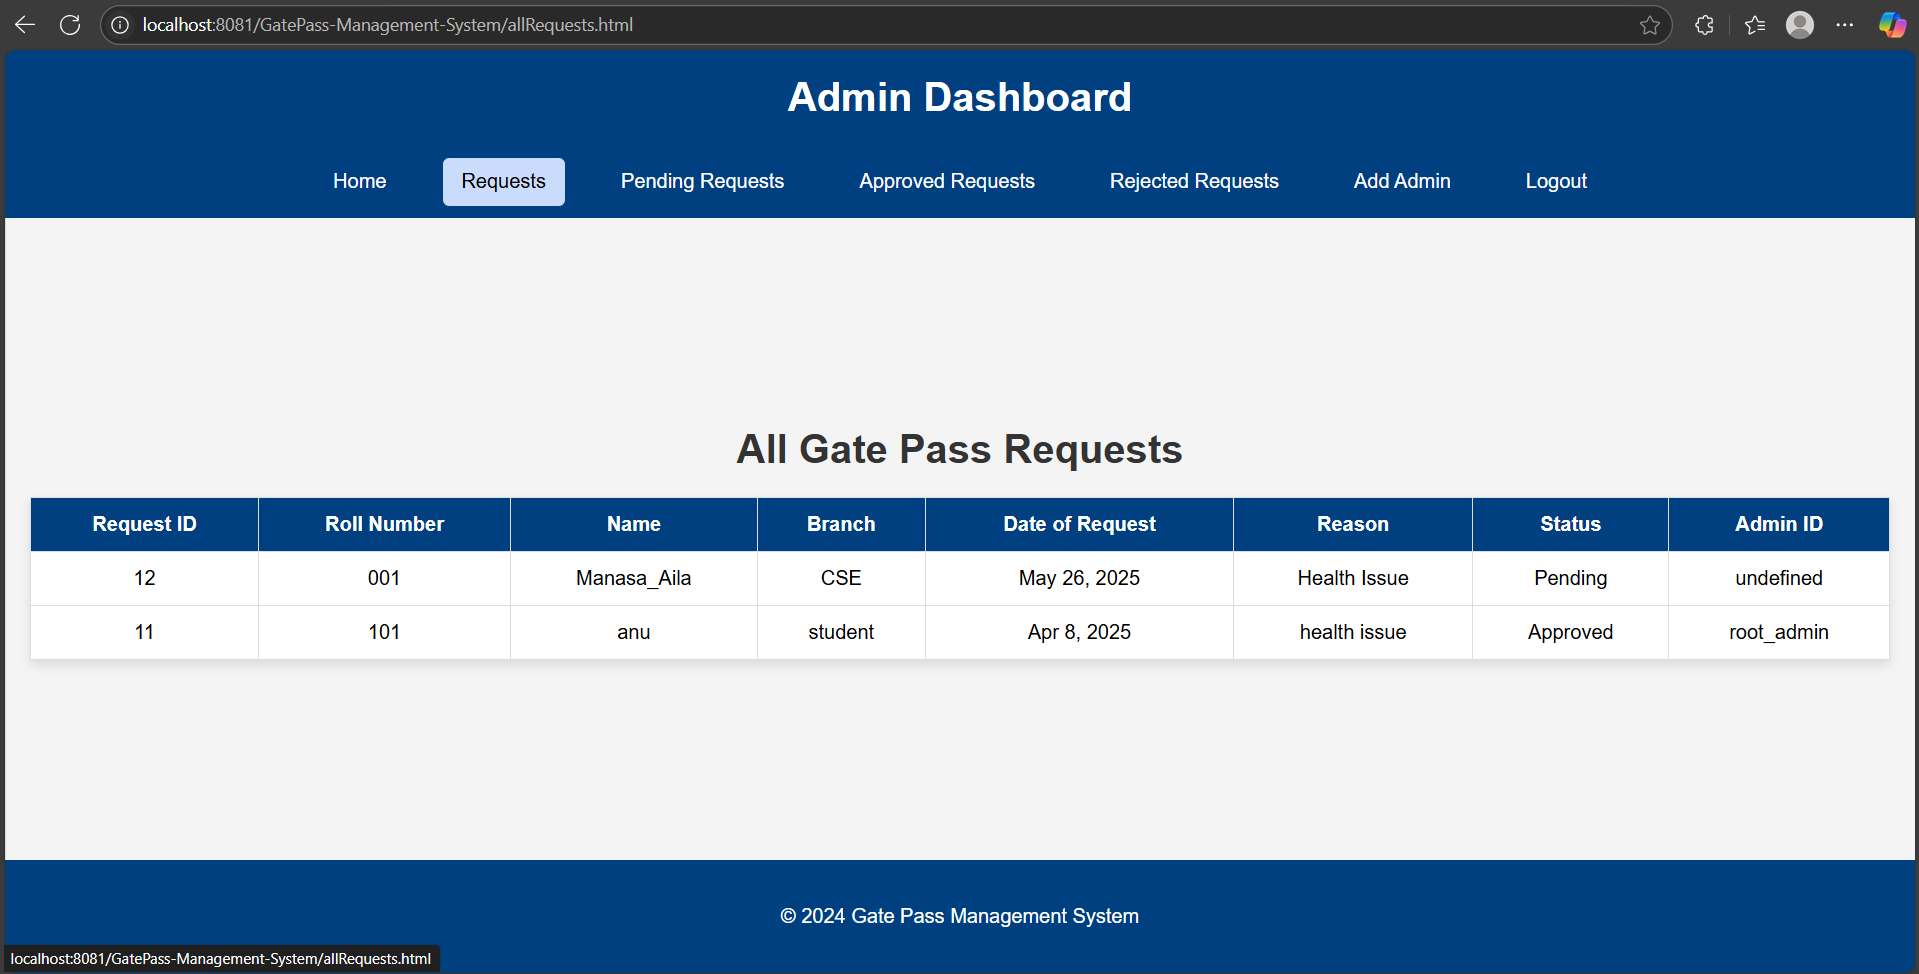 localhost:8081/GatePass-Management-System/allRequests.html
Admin Dashboard
Home Requests Pending Requests Approved Requests Rejected Requests Add Admin Logout
All Gate Pass Requests
Request ID Roll Number Name Branch Date of Request Reason Status Admin ID
12 001 Manasa_Aila CSE May 26, 2025 Health Issue Pending undefined
11 101 anu student Apr 8, 2025 health issue Approved root_admin
© 2024 Gate Pass Management System
localhost:8081/GatePass-Management-System/allRequests.html